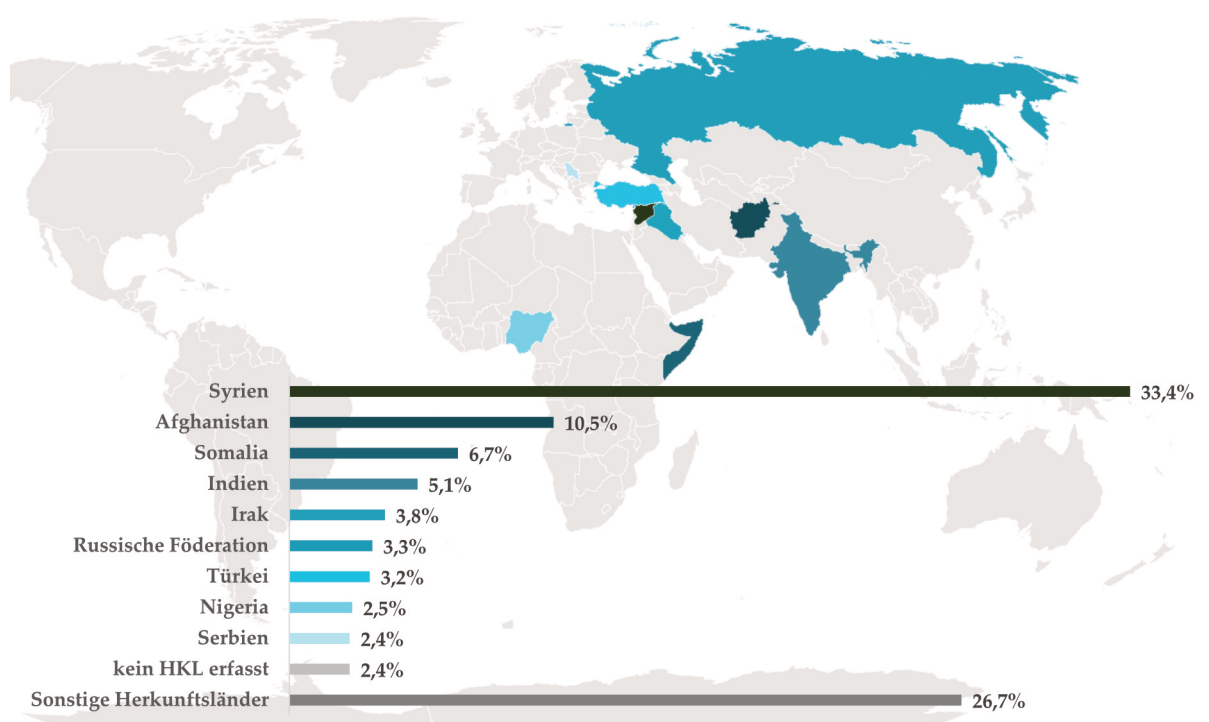 Syrien 33,4%
Afghanistan 10,5%
Somalia 6,7%
Indien 5,1%
Irak 3,8%
Russische Föderation 3,3%
Türkei 3,2%
Nigeria 2,5%
Serbien 2,4%
kein HKL erfasst 2,4%
Sonstige Herkunftsländer 26,7%